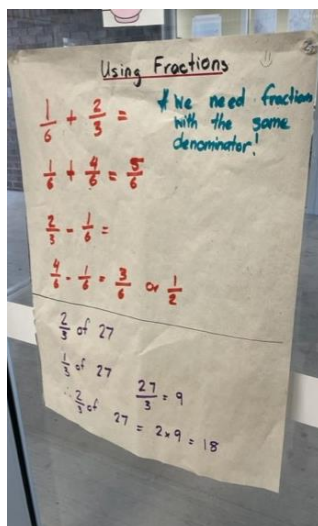 Using Fractions
* We need fractions
with the same
denominator!
1/6 + 2/3 =
1/6 + 4/6 = 5/6
2/3 - 1/6 =
4/6 - 1/6 = 3/6 or 1/2
2/3 of 27
1/3 of 27
27/3 = 9
∴ 2/3 of 27 = 2×9 = 18